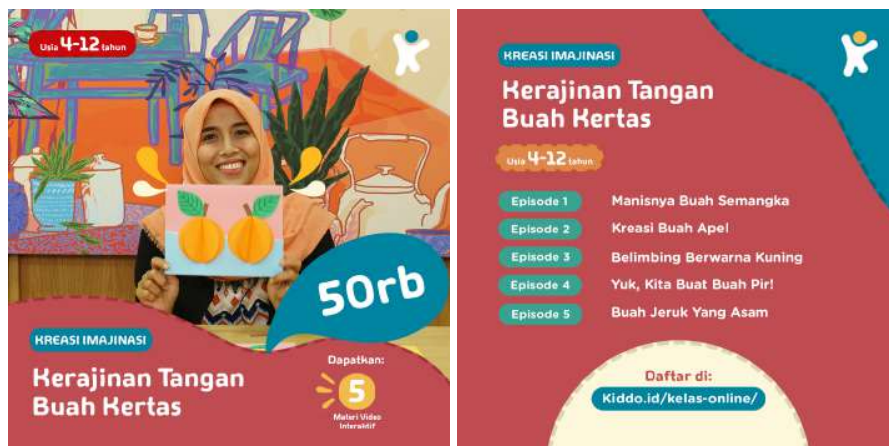 Usia 4-12 tahun
50rb
KREASI IMAJINASI
Kerajinan Tangan
Buah Kertas
Dapatkan:
5
Materi Video
Interaktif
KREASI IMAJINASI
Kerajinan Tangan
Buah Kertas
Usia 4-12 tahun
Episode 1 Manisnya Buah Semangka
Episode 2 Kreasi Buah Apel
Episode 3 Belimbing Berwarna Kuning
Episode 4 Yuk, Kita Buat Buah Pir!
Episode 5 Buah Jeruk Yang Asam
Daftar di:
Kiddo.id/kelas-online/